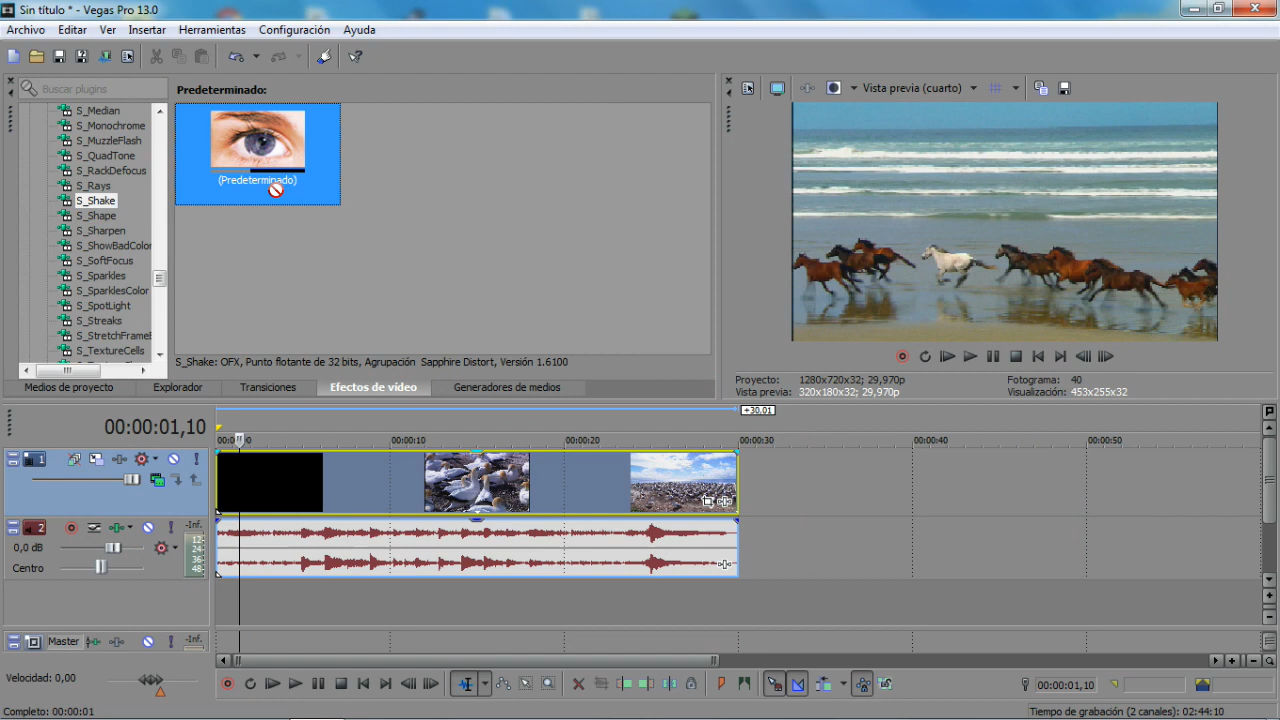 Sin título * - Vegas Pro 13.0
Archivo Editar Ver Insertar Herramientas Configuración Ayuda
Buscar plugins
Predeterminado:
Vista previa (cuarto)
S_Median
S_Monochrome
S_MuzzleFlash
S_QuadTone
S_RackDefocus
S_Rays
S_Shake
S_Shape
S_Sharpen
S_ShowBadColor
S_SoftFocus
S_Sparkles
S_SparklesColor
S_SpotLight
S_Streaks
S_StretchFrameE
S_TextureCells
(Predeterminado)
S_Shake: OFX, Punto flotante de 32 bits, Agrupación Sapphire Distort, Versión 1.6100
Medios de proyecto Explorador Transiciones Efectos de vídeo Generadores de medios
Proyecto: 1280x720x32; 29,970p Fotograma: 40
Vista previa: 320x180x32; 29,970p Visualización: 453x255x32
+30.01
00:00:01,10
00:00:10 00:00:20 00:00:30 00:00:40 00:00:50
1
2 -Inf.
0,0 dB
Centro
12
24
36
48
Master -Inf.
Velocidad: 0,00
00:00:01,10
Completo: 00:00:01
Tiempo de grabación (2 canales): 02:44:10